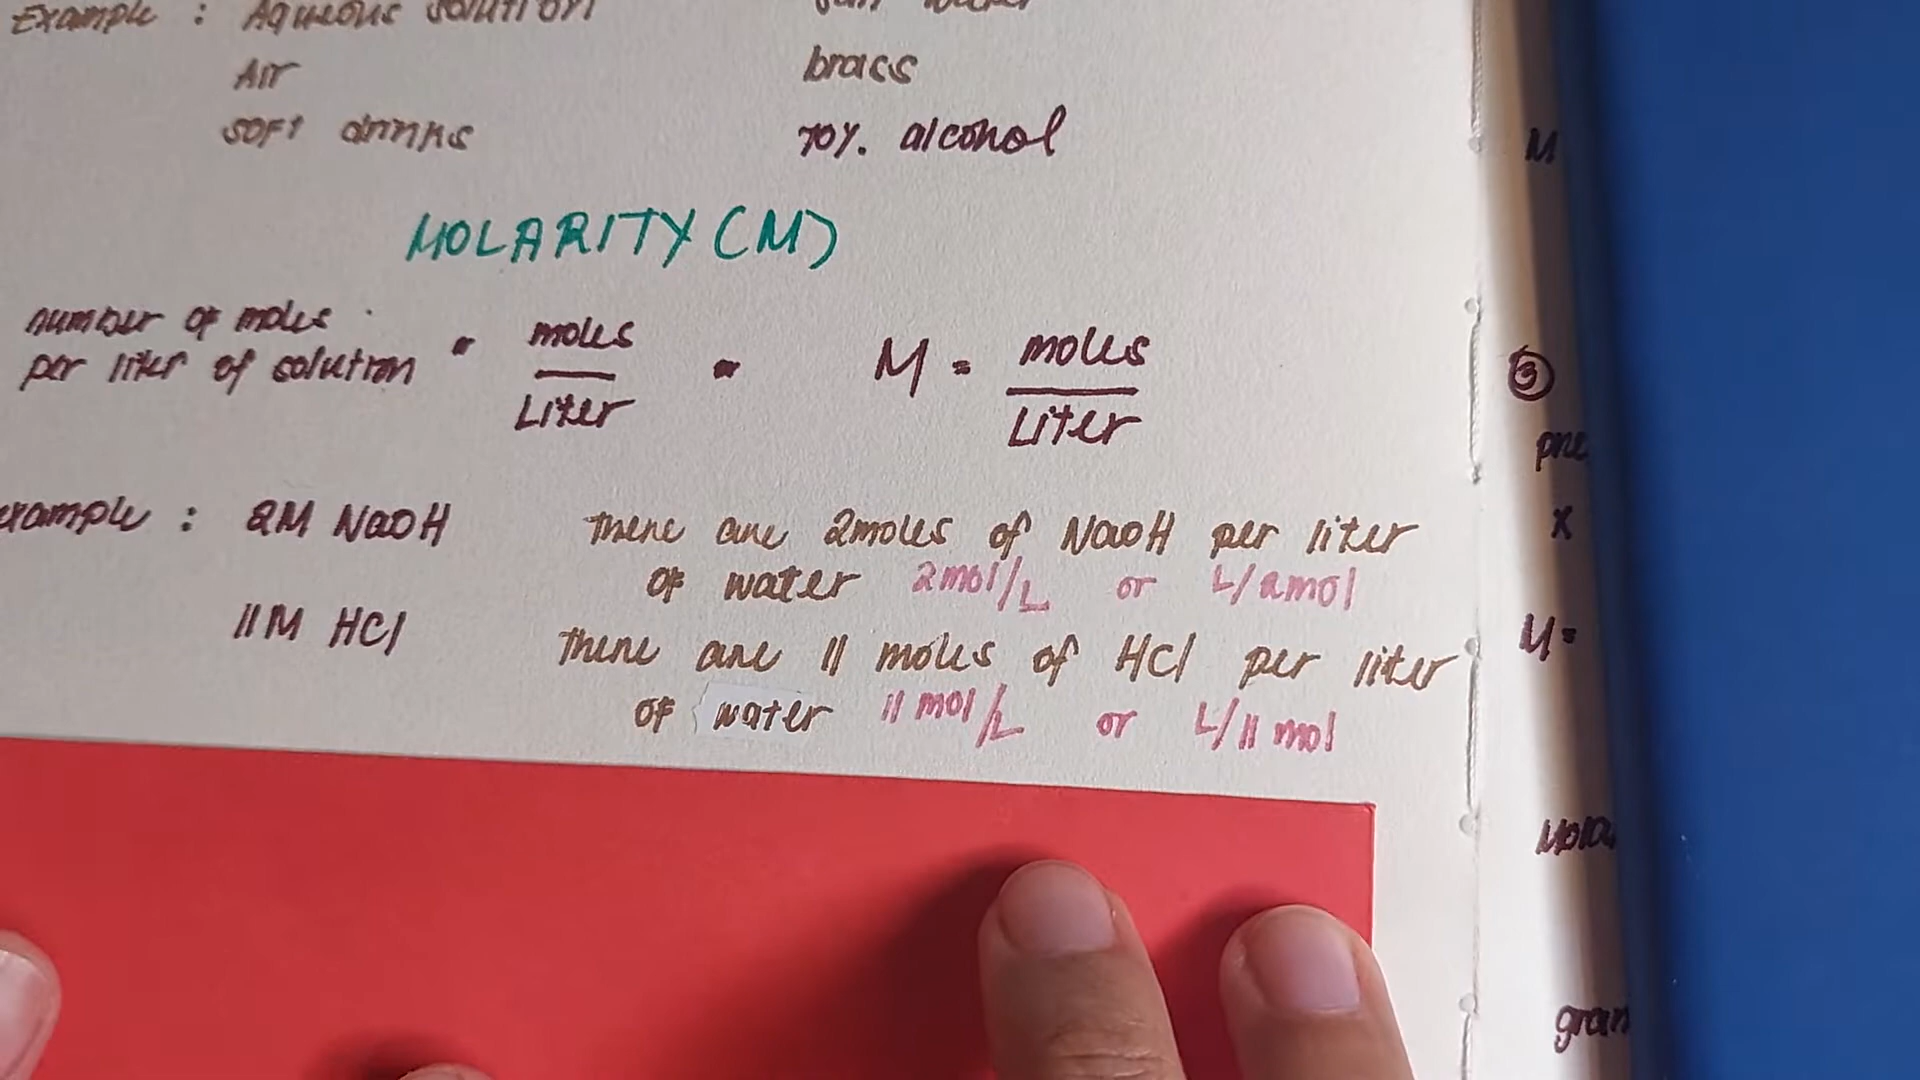 Example : Aqueous solution
Air brass
soft drinks 70%. alcohol
MOLARITY (M)
number of moles
per liter of solution = moles / Liter = M = moles / Liter
example : 2M NaOH there are 2moles of NaOH per liter
of water 2mol/L or L/2mol
11M HCl there are 11 moles of HCl per liter
of water 11 mol/L or L/11 mol
M
③
X
M=